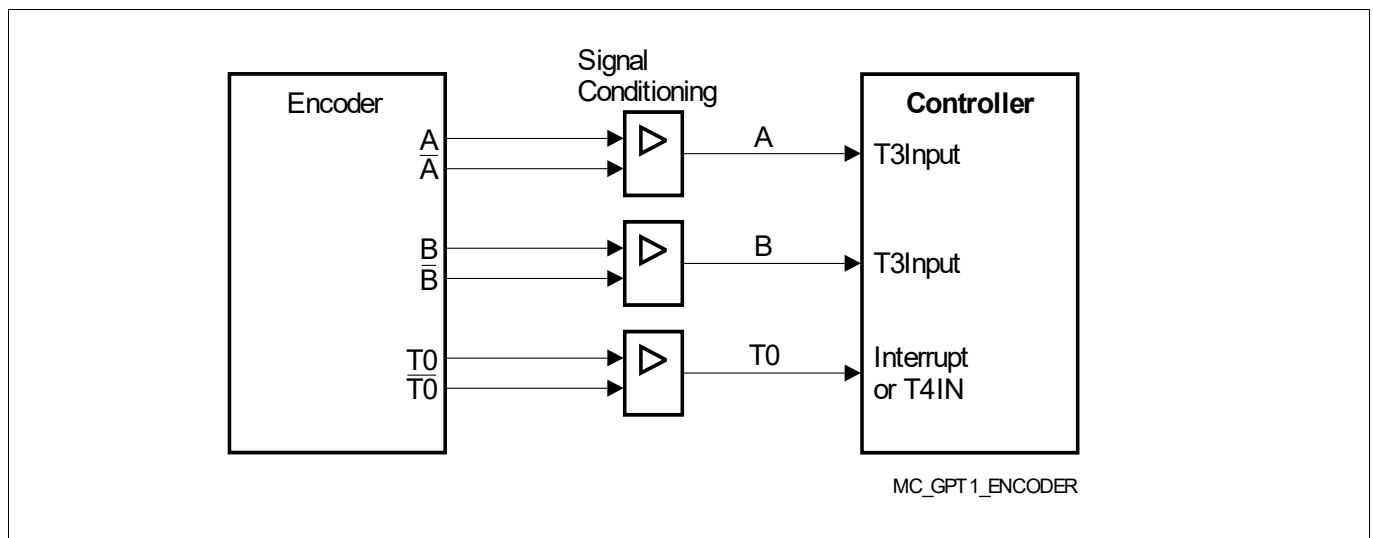 Signal
Conditioning
Encoder
Controller
A
A̅
A
T3Input
B
B̅
B
T3Input
T0
T̅0̅
T0
Interrupt
or T4IN
MC_GPT1_ENCODER